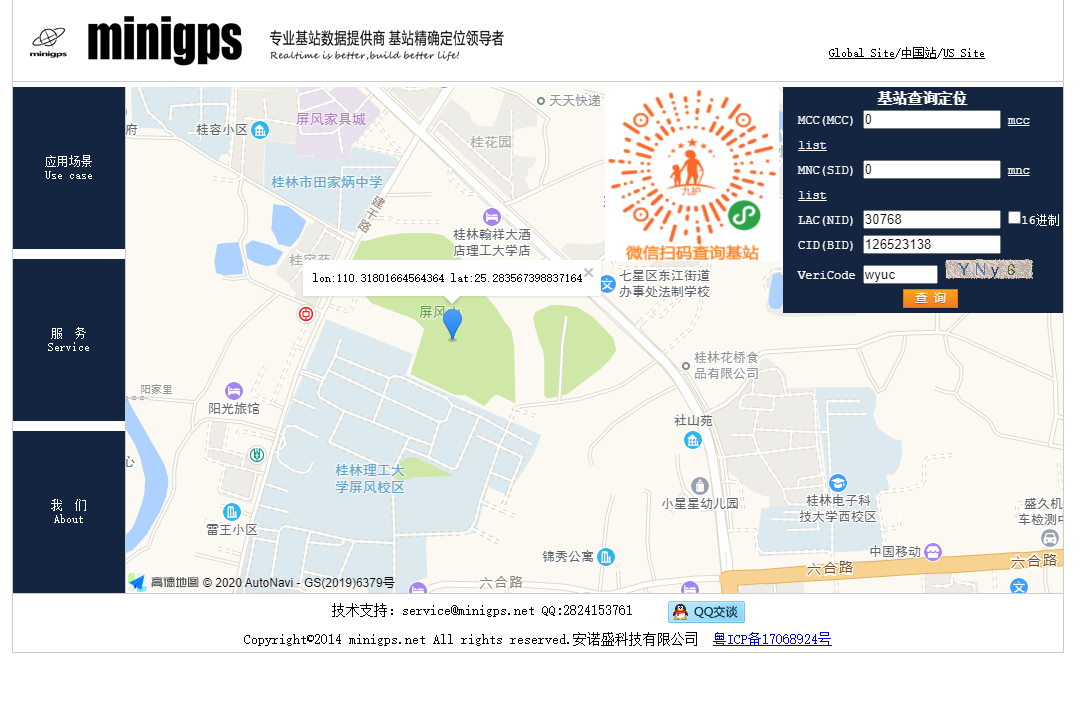 minigps
minigps
专业基站数据提供商 基站精确定位领导者
Realtime is better,build better life!
Global Site/中国站/US Site
应用场景
Use case
服 务
Service
我 们
About
府
桂容小区
屏风家具城
天天快递
桂花园
桂林市田家炳中学
建干路
桂林翰祥大酒
店理工大学店
lon:110.31801664564364 lat:25.283567398837164
七星区东江街道
办事处法制学校
桂林花桥食
品有限公司
阳家里
阳光旅馆
社山苑
心
桂林理工大
学屏风校区
小星星幼儿园
桂林电子科
技大学西校区
盛久机
车检测中
雷王小区
锦秀公寓
中国移动
六合路
六合路
六合路
高德地图 © 2020 AutoNavi - GS(2019)6379号
九护
微信扫码查询基站
基站查询定位
MCC(MCC) 0 mcc
list
MNC(SID) 0 mnc
list
LAC(NID) 30768 16进制
CID(BID) 126523138
VeriCode wyuc YNy6
查 询
技术支持: service@minigps.net QQ:2824153761 QQ交谈
Copyright©2014 minigps.net All rights reserved.安诺盛科技有限公司 粤ICP备17068924号